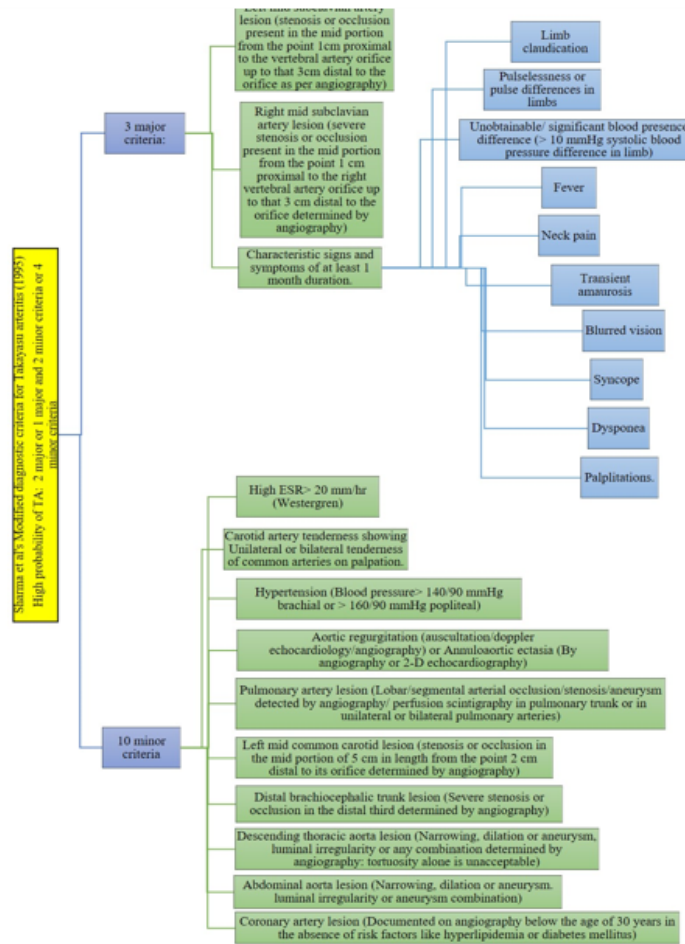 Sharma et al's Modified diagnostic criteria for Takayasu arteritis (1995)
High probability of TA: 2 major or 1 major and 2 minor criteria or 4
minor criteria
3 major criteria:
Left mid subclavian artery
lesion (stenosis or occlusion
present in the mid portion
from the point 1cm proximal
to the vertebral artery orifice
up to that 3cm distal to the
orifice as per angiography)
Right mid subclavian
artery lesion (severe
stenosis or occlusion
present in the mid portion
from the point 1 cm
proximal to the right
vertebral artery orifice up
to that 3 cm distal to the
orifice determined by
angiography)
Characteristic signs and
symptoms of at least 1
month duration.
Limb
claudication
Pulselessness or
pulse differences in
limbs
Unobtainable/ significant blood presence
difference (> 10 mmHg systolic blood
pressure difference in limb)
Fever
Neck pain
Transient
amaurosis
Blurred vision
Syncope
Dysponea
Palplitations.
10 minor
criteria
High ESR> 20 mm/hr
(Westergren)
Carotid artery tenderness showing
Unilateral or bilateral tenderness
of common arteries on palpation.
Hypertension (Blood pressure> 140/90 mmHg
brachial or > 160/90 mmHg popliteal)
Aortic regurgitation (auscultation/doppler
echocardiology/angiography) or Annuloaortic ectasia (By
angiography or 2-D echocardiography)
Pulmonary artery lesion (Lobar/segmental arterial occlusion/stenosis/aneurysm
detected by angiography/ perfusion scintigraphy in pulmonary trunk or in
unilateral or bilateral pulmonary arteries)
Left mid common carotid lesion (stenosis or occlusion in
the mid portion of 5 cm in length from the point 2 cm
distal to its orifice determined by angiography)
Distal brachiocephalic trunk lesion (Severe stenosis or
occlusion in the distal third determined by angiography)
Descending thoracic aorta lesion (Narrowing, dilation or aneurysm,
luminal irregularity or any combination determined by
angiography: tortuosity alone is unacceptable)
Abdominal aorta lesion (Narrowing, dilation or aneurysm.
luminal irregularity or aneurysm combination)
Coronary artery lesion (Documented on angiography below the age of 30 years in
the absence of risk factors like hyperlipidemia or diabetes mellitus)